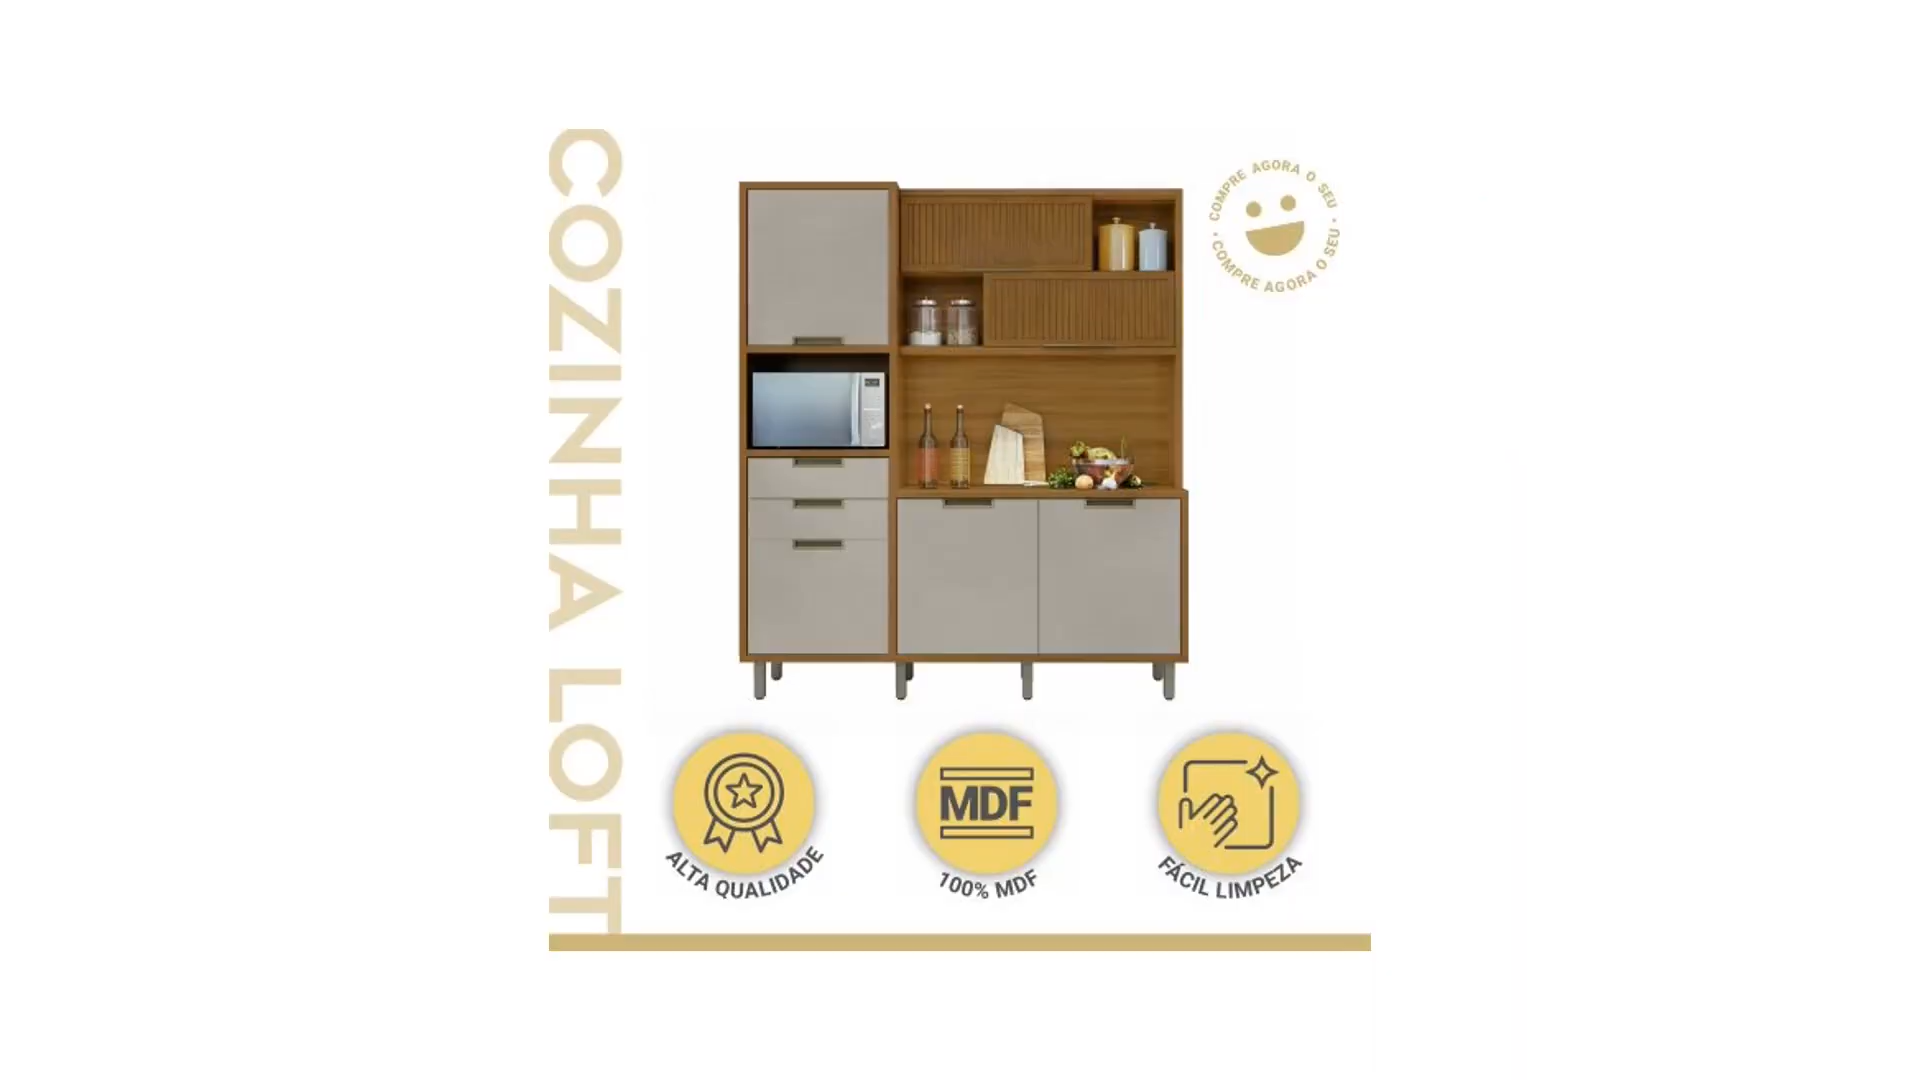 COZINHA LOFT
COMPRE AGORA O SEU • COMPRE AGORA O SEU •
MDF
ALTA QUALIDADE
100% MDF
FÁCIL LIMPEZA